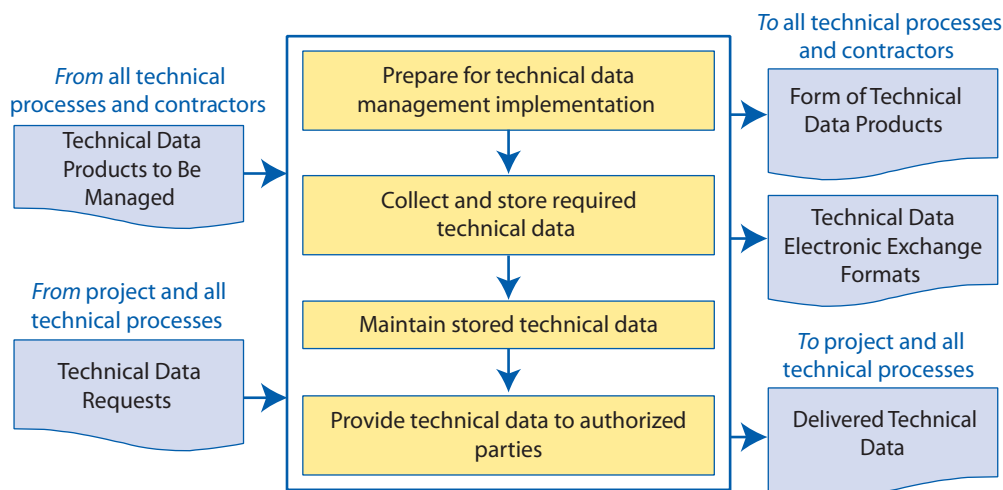 From all technical
processes and contractors
Technical Data
Products to Be
Managed
From project and all
technical processes
Technical Data
Requests
Prepare for technical data
management implementation
Collect and store required
technical data
Maintain stored technical data
Provide technical data to authorized
parties
To all technical processes
and contractors
Form of Technical
Data Products
Technical Data
Electronic Exchange
Formats
To project and all
technical processes
Delivered Technical
Data